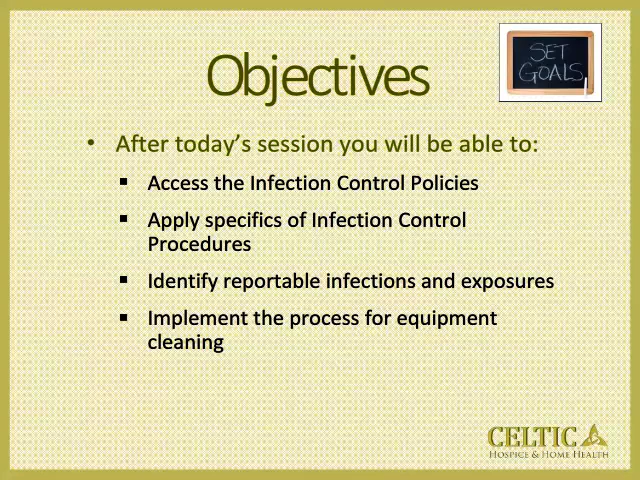 Objectives
SET
GOALS
• After today's session you will be able to:
▪ Access the Infection Control Policies
▪ Apply specifics of Infection Control
Procedures
▪ Identify reportable infections and exposures
▪ Implement the process for equipment
cleaning
CELTIC
HOSPICE & HOME HEALTH